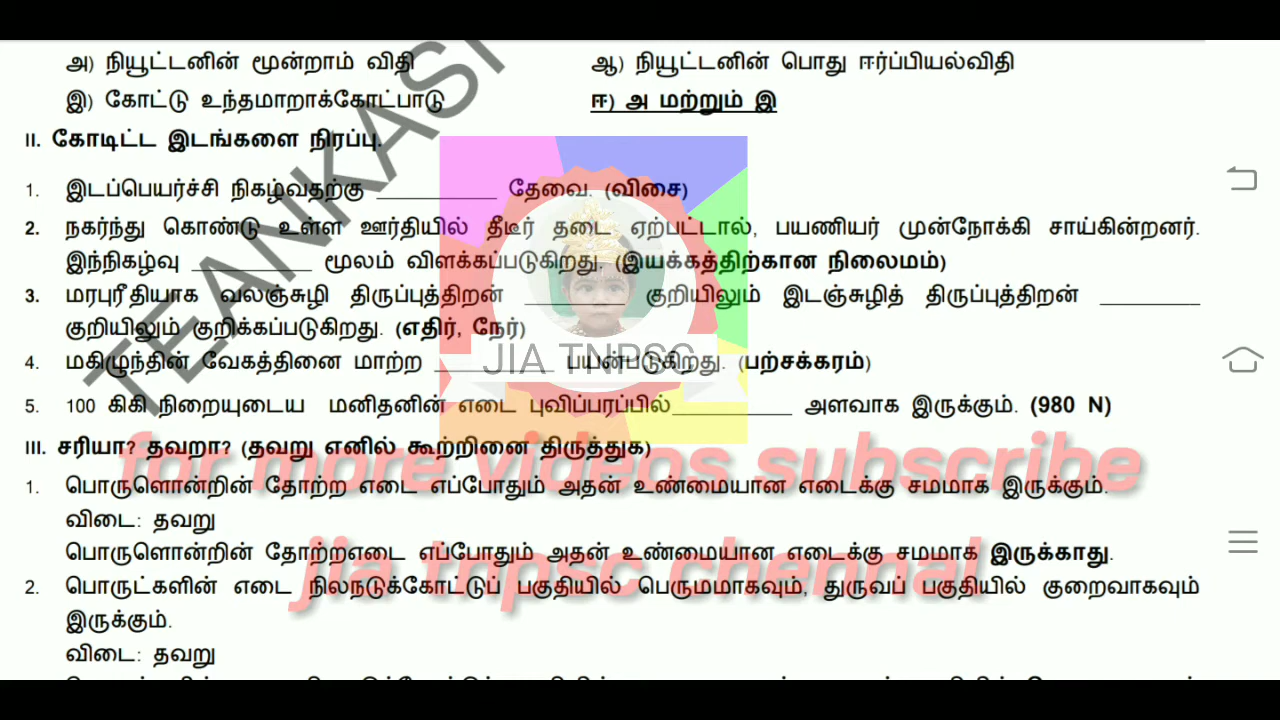 அ) நியூட்டனின் மூன்றாம் விதி ஆ) நியூட்டனின் பொது ஈர்ப்பியல்விதி
இ) கோட்டு உந்தமாறாக்கோட்பாடு ஈ) அ மற்றும் இ
II. கோடிட்ட இடங்களை நிரப்பு.
1. இடப்பெயர்ச்சி நிகழ்வதற்கு __________ தேவை. (விசை)
2. நகர்ந்து கொண்டு உள்ள ஊர்தியில் தீடீர் தடை ஏற்பட்டால், பயணியர் முன்நோக்கி சாய்கின்றனர்.
இந்நிகழ்வு __________ மூலம் விளக்கப்படுகிறது. (இயக்கத்திற்கான நிலைமம்)
3. மரபுரீதியாக வலஞ்சுழி திருப்புத்திறன் __________ குறியிலும் இடஞ்சுழித் திருப்புத்திறன் __________
குறியிலும் குறிக்கப்படுகிறது. (எதிர், நேர்)
4. மகிழுந்தின் வேகத்தினை மாற்ற __________ பயன்படுகிறது. (பற்சக்கரம்)
5. 100 கிகி நிறையுடைய மனிதனின் எடை புவிப்பரப்பில்__________ அளவாக இருக்கும். (980 N)
III. சரியா? தவறா? (தவறு எனில் கூற்றினை திருத்துக)
1. பொருளொன்றின் தோற்ற எடை எப்போதும் அதன் உண்மையான எடைக்கு சமமாக இருக்கும்.
விடை: தவறு
பொருளொன்றின் தோற்றஎடை எப்போதும் அதன் உண்மையான எடைக்கு சமமாக இருக்காது.
2. பொருட்களின் எடை நிலநடுக்கோட்டுப் பகுதியில் பெருமமாகவும், துருவப் பகுதியில் குறைவாகவும்
இருக்கும்.
விடை: தவறு
TEANKASI
JIA TNPSC
for more videos subscribe
jia tnpsc chennai